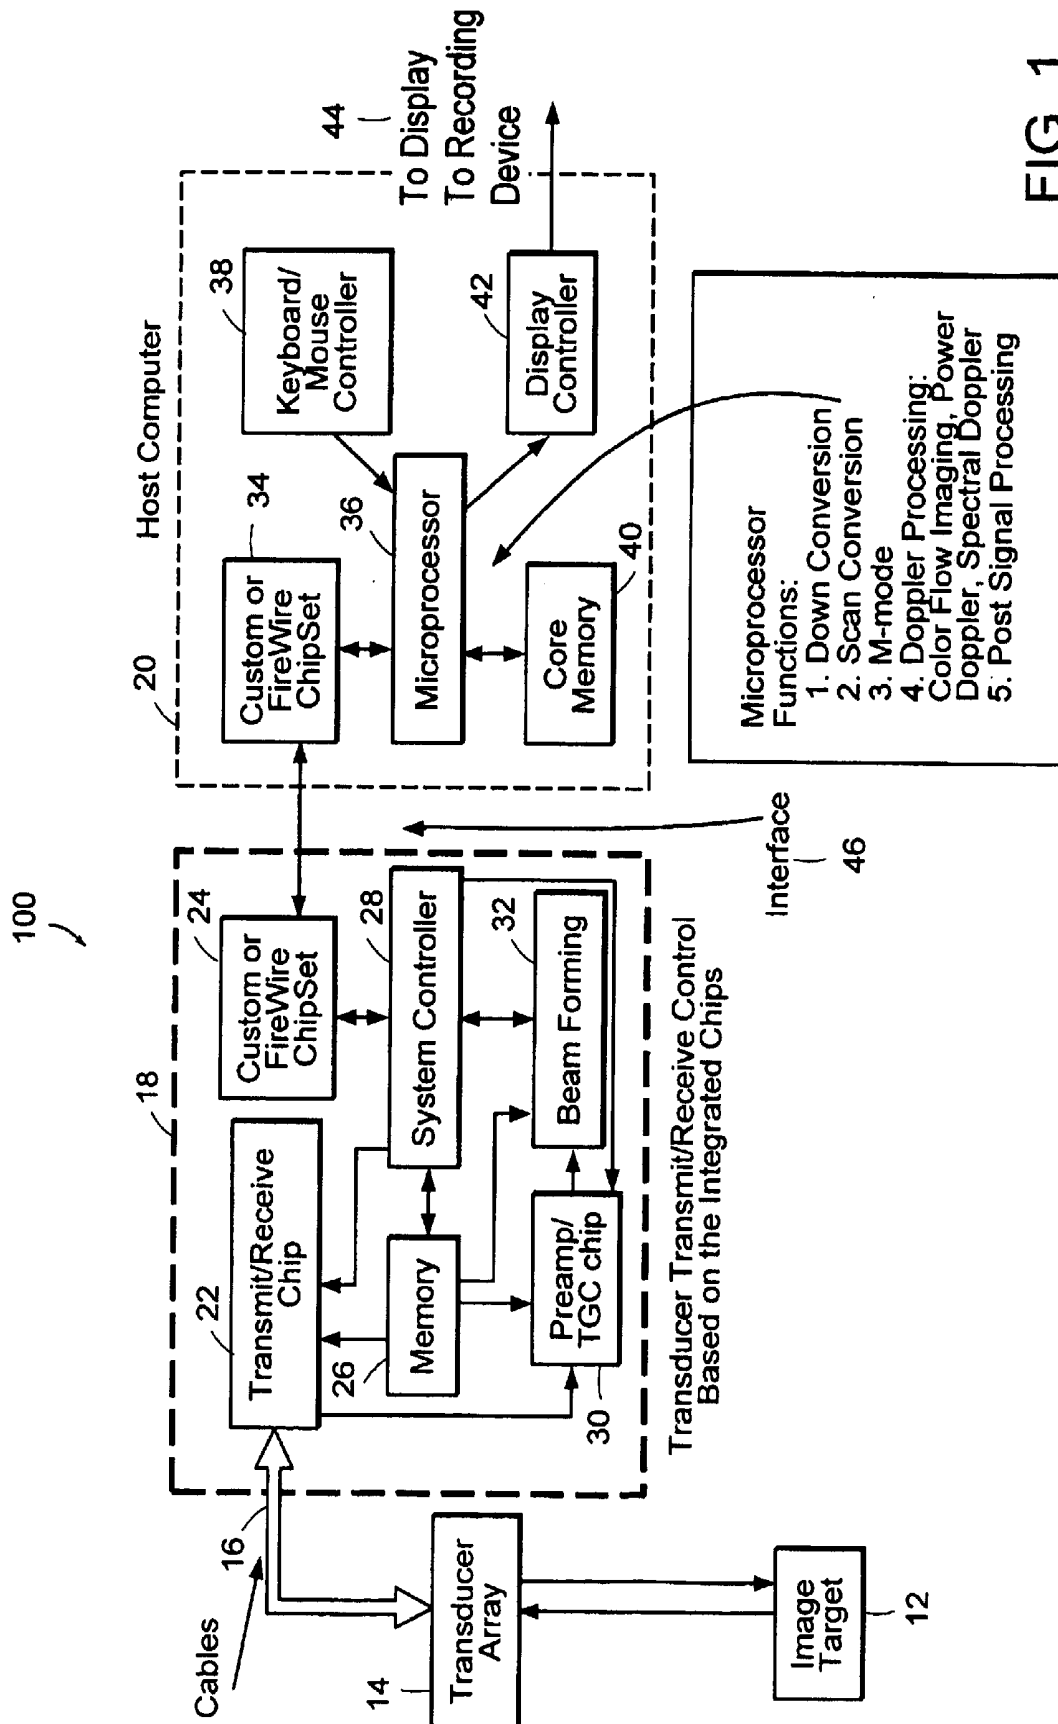 100
Host Computer
20
18
Cables
16
22
Transmit/Receive
Chip
24
Custom or
FireWire
ChipSet
34
Custom or
FireWire
ChipSet
38
Keyboard/
Mouse
Controller
44
To Display
To Recording
Device
14
Transducer
Array
26
Memory
28
System Controller
36
Microprocessor
42
Display
Controller
30
Preamp/
TGC chip
32
Beam Forming
40
Core
Memory
12
Image
Target
Transducer Transmit/Receive Control
Based on the Integrated Chips
Interface
46
Microprocessor
Functions:
1. Down Conversion
2. Scan Conversion
3. M-mode
4. Doppler Processing:
Color Flow Imaging, Power
Doppler, Spectral Doppler
5. Post Signal Processing
FIG. 1